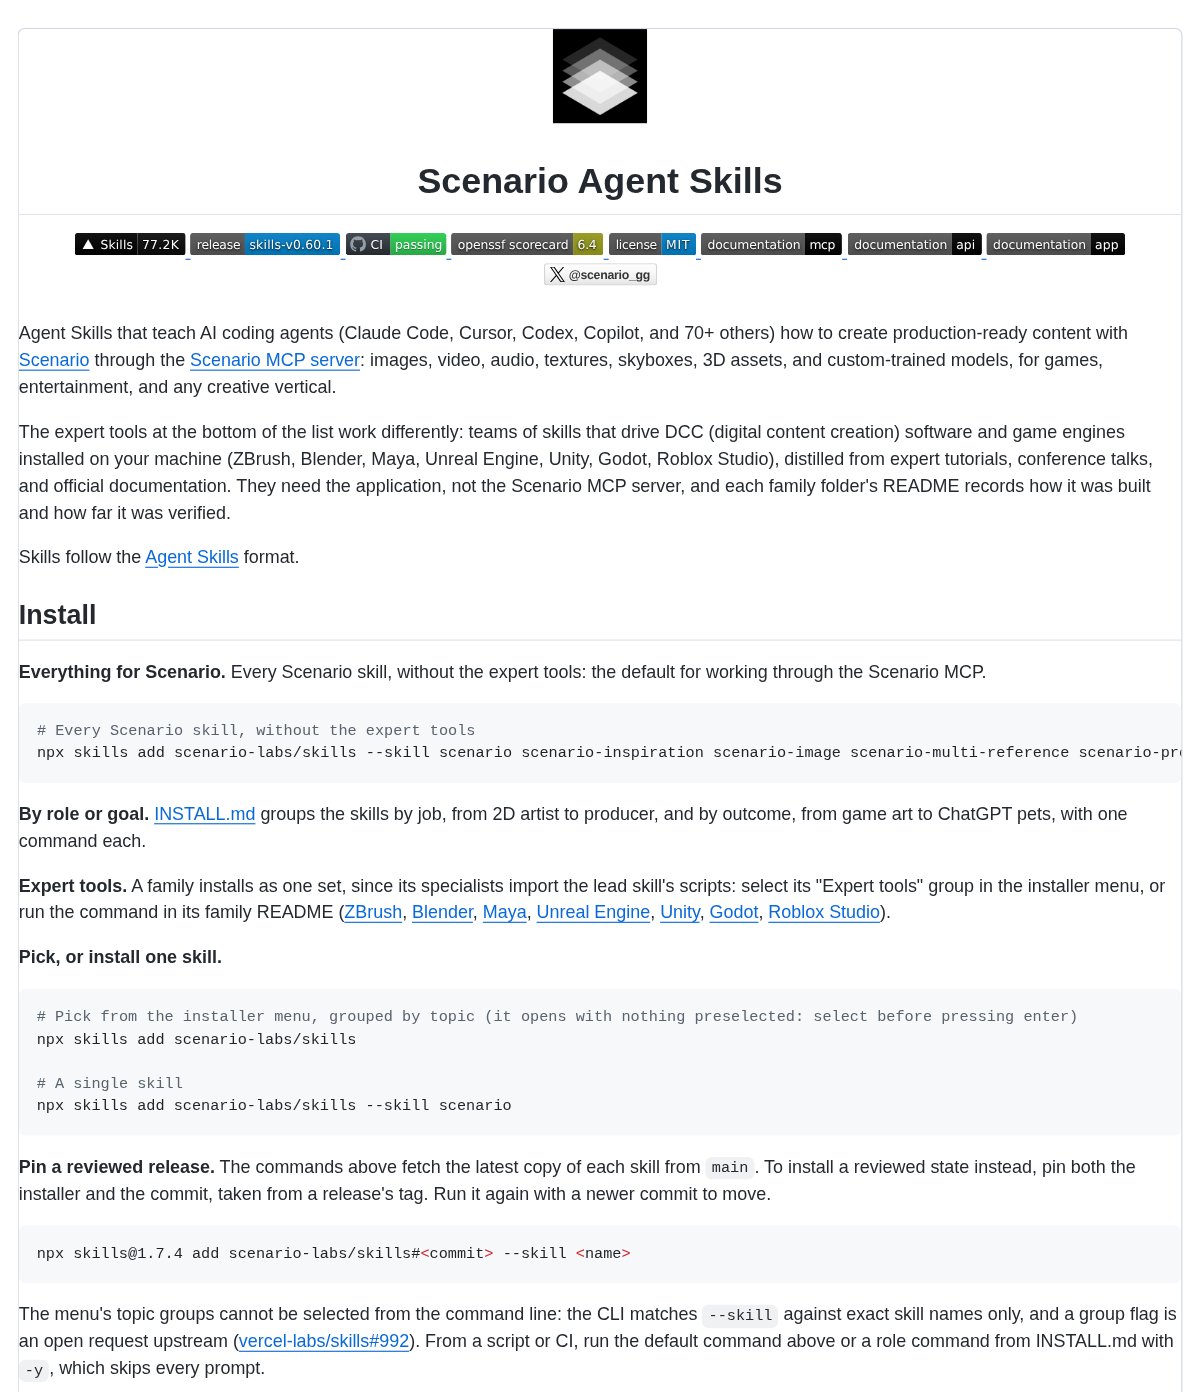 Scenario Agent Skills
Skills 77.2K release skills-v0.60.1 CI passing openssf scorecard 6.4 license MIT documentation mcp documentation api documentation app
@scenario_gg
Agent Skills that teach AI coding agents (Claude Code, Cursor, Codex, Copilot, and 70+ others) how to create production-ready content with
Scenario through the Scenario MCP server: images, video, audio, textures, skyboxes, 3D assets, and custom-trained models, for games,
entertainment, and any creative vertical.
The expert tools at the bottom of the list work differently: teams of skills that drive DCC (digital content creation) software and game engines
installed on your machine (ZBrush, Blender, Maya, Unreal Engine, Unity, Godot, Roblox Studio), distilled from expert tutorials, conference talks,
and official documentation. They need the application, not the Scenario MCP server, and each family folder's README records how it was built
and how far it was verified.
Skills follow the Agent Skills format.
Install
Everything for Scenario. Every Scenario skill, without the expert tools: the default for working through the Scenario MCP.
# Every Scenario skill, without the expert tools
npx skills add scenario-labs/skills --skill scenario scenario-inspiration scenario-image scenario-multi-reference
By role or goal. INSTALL.md groups the skills by job, from 2D artist to producer, and by outcome, from game art to ChatGPT pets, with one
command each.
Expert tools. A family installs as one set, since its specialists import the lead skill's scripts: select its "Expert tools" group in the installer menu, or
run the command in its family README (ZBrush, Blender, Maya, Unreal Engine, Unity, Godot, Roblox Studio).
Pick, or install one skill.
# Pick from the installer menu, grouped by topic (it opens with nothing preselected: select before pressing enter)
npx skills add scenario-labs/skills
# A single skill
npx skills add scenario-labs/skills --skill scenario
Pin a reviewed release. The commands above fetch the latest copy of each skill from main. To install a reviewed state instead, pin both the
installer and the commit, taken from a release's tag. Run it again with a newer commit to move.
npx skills@1.7.4 add scenario-labs/skills#<commit> --skill <name>
The menu's topic groups cannot be selected from the command line: the CLI matches --skill against exact skill names only, and a group flag is
an open request upstream (vercel-labs/skills#992). From a script or CI, run the default command above or a role command from INSTALL.md with
-y, which skips every prompt.